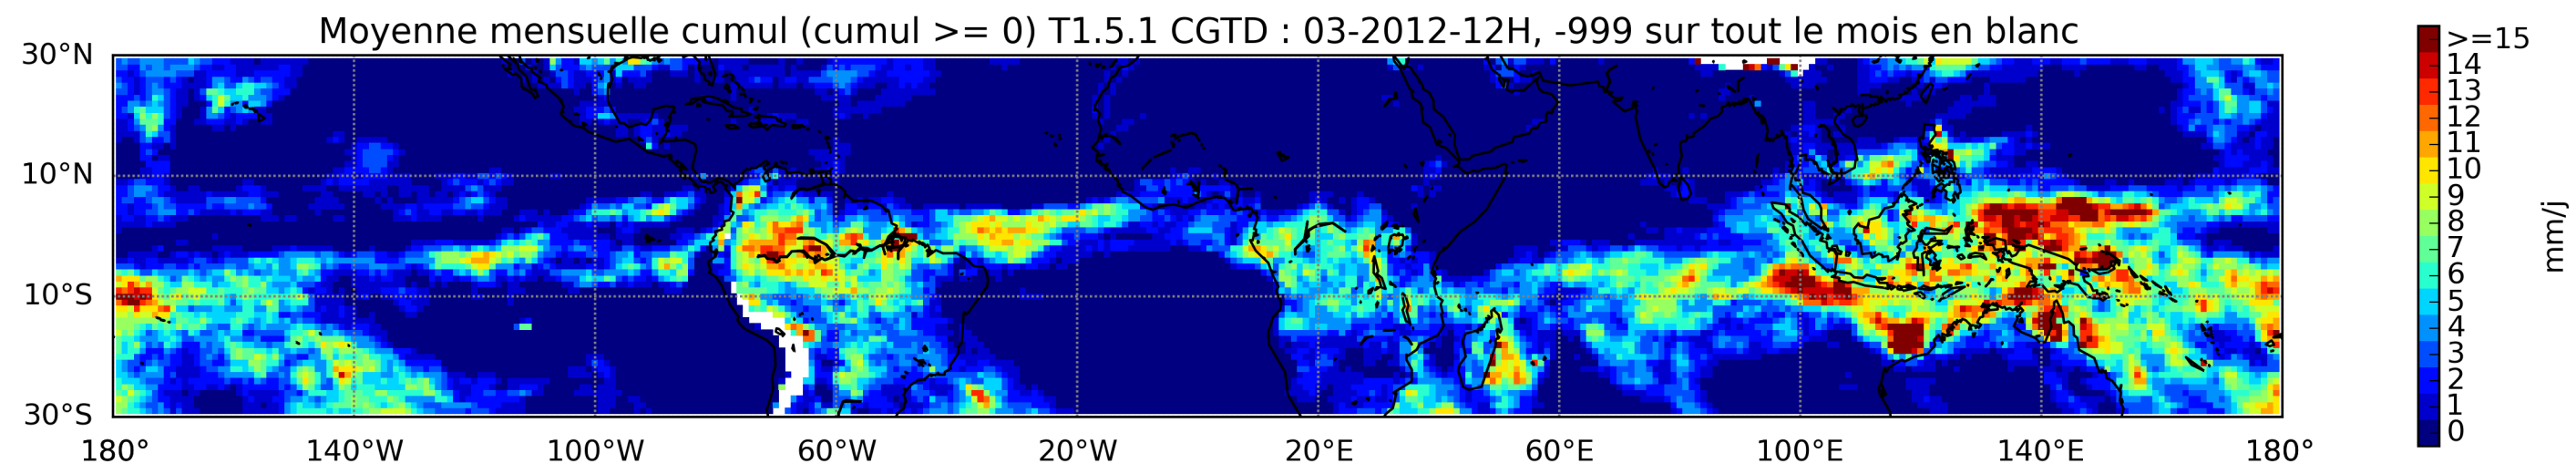 Moyenne mensuelle cumul (cumul >= 0) T1.5.1 CGTD : 03-2012-12H, -999 sur tout le mois en blanc
30°N
10°N
10°S
30°S
180° 140°W 100°W 60°W 20°W 20°E 60°E 100°E 140°E 180°
>=15
14
13
12
11
10
9
8
7
6
5
4
3
2
1
0
mm/j